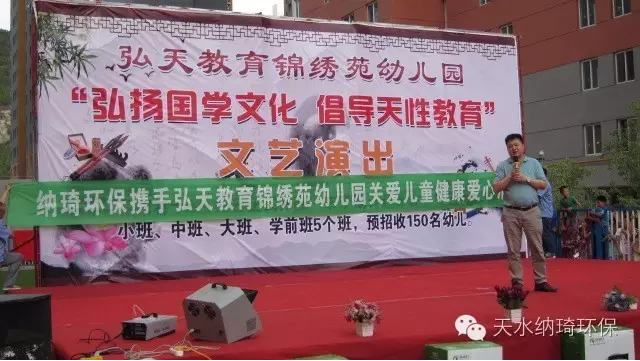 弘天教育锦绣苑幼儿园
“弘扬国学文化 倡导天性教育”
文艺演出
纳琦环保携手弘天教育锦绣苑幼儿园关爱儿童健康爱心
小班、中班、大班、学前班5个班，预招收150名幼儿。
天水纳琦环保